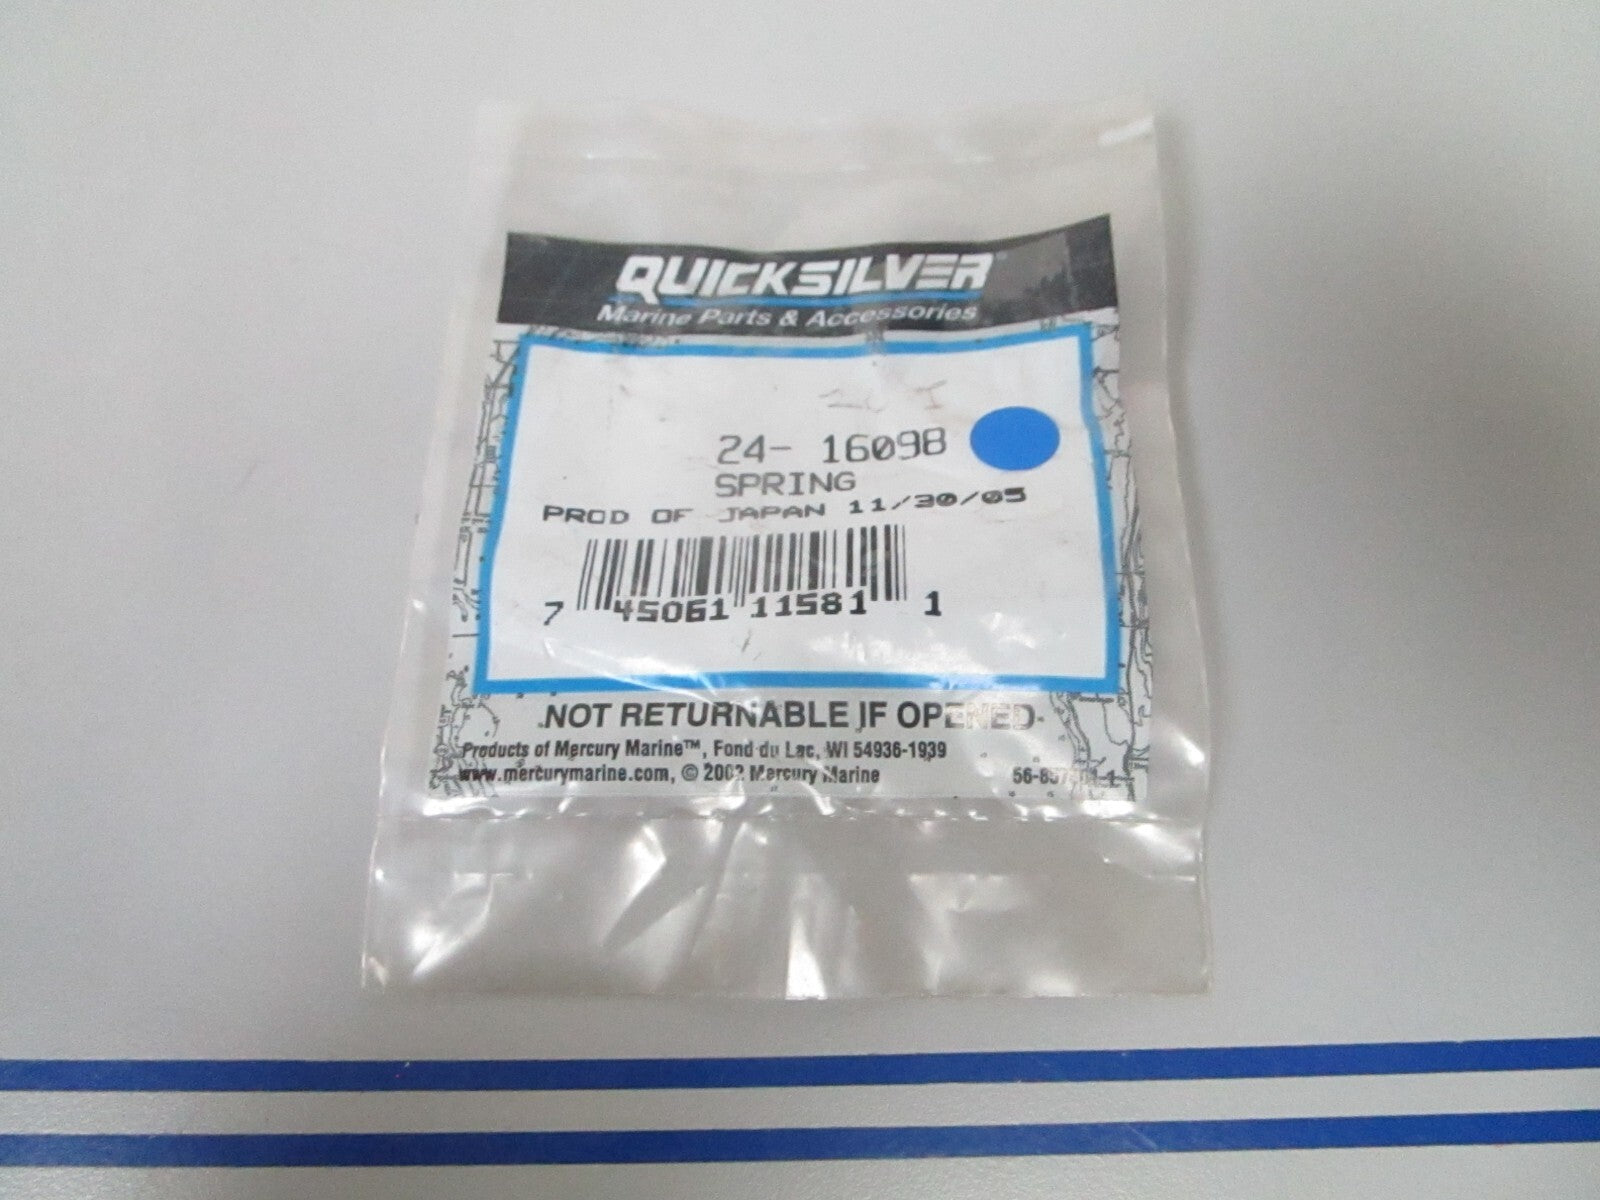 QUICKSILVER
Marine Parts & Accessories
24- 16098
SPRING
PROD OF JAPAN 11/30/05
7 45061 11581 1
NOT RETURNABLE IF OPENED
Products of Mercury Marine™, Fond du Lac, WI 54936-1939
www.mercurymarine.com, © 2002 Mercury Marine